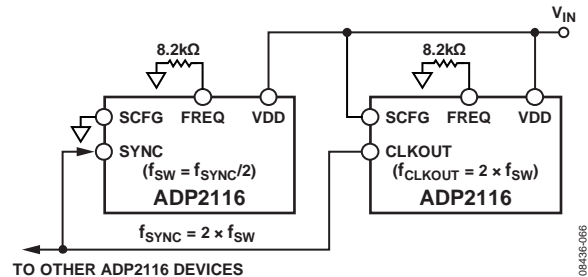 V_IN
8.2kΩ
8.2kΩ
SCFG FREQ VDD
SYNC
(f_SW = f_SYNC/2)
ADP2116
SCFG FREQ VDD
CLKOUT
(f_CLKOUT = 2 × f_SW)
ADP2116
f_SYNC = 2 × f_SW
TO OTHER ADP2116 DEVICES
08436-066